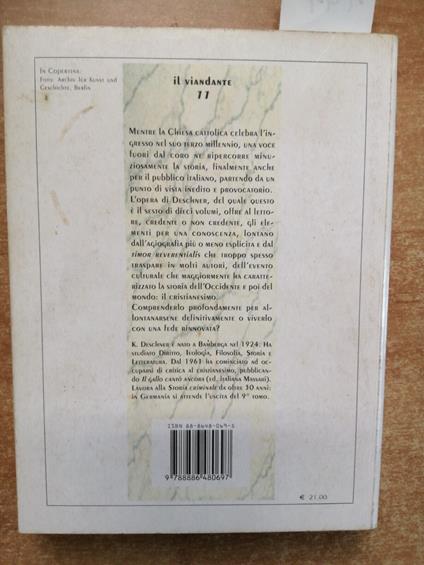 In Copertina:
Foto: Archiv für Kunst und
Geschichte, Berlin
il viandante
11
Mentre la Chiesa cattolica celebra l'in-
gresso nel suo terzo millennio, una voce
fuori dal coro ne ripercorre minu-
ziosamente la storia, finalmente anche
per il pubblico italiano, partendo da un
punto di vista inedito e provocatorio.
L'opera di Deschner, del quale questo
è il sesto di dieci volumi, offre al letto-
re, credente o non credente, gli ele-
menti per una conoscenza, lontano
dall'agiografia più o meno esplicita e dal
timor reverentialis che troppo spesso
traspare in molti autori, dell'evento
culturale che maggiormente ha caratte-
rizzato la storia dell'Occidente e poi del
mondo: il cristianesimo.
Comprenderlo profondamente per al-
lontanarsene definitivamente o viverlo
con una fede rinnovata?
K. Deschner è nato a Bamberga nel 1924. Ha
studiato Diritto, Teologia, Filosofia, Storia e
Letteratura. Dal 1961 ha cominciato ad oc-
cuparsi di critica al cristianesimo, pubblican-
do Il gallo cantò ancora (ed. italiana Massari).
Lavora alla Storia criminale da oltre 30 anni:
in Germania si attende l'uscita del 9° tomo.
ISBN 88-86480-69-5
9 788886 480697
€ 21,00